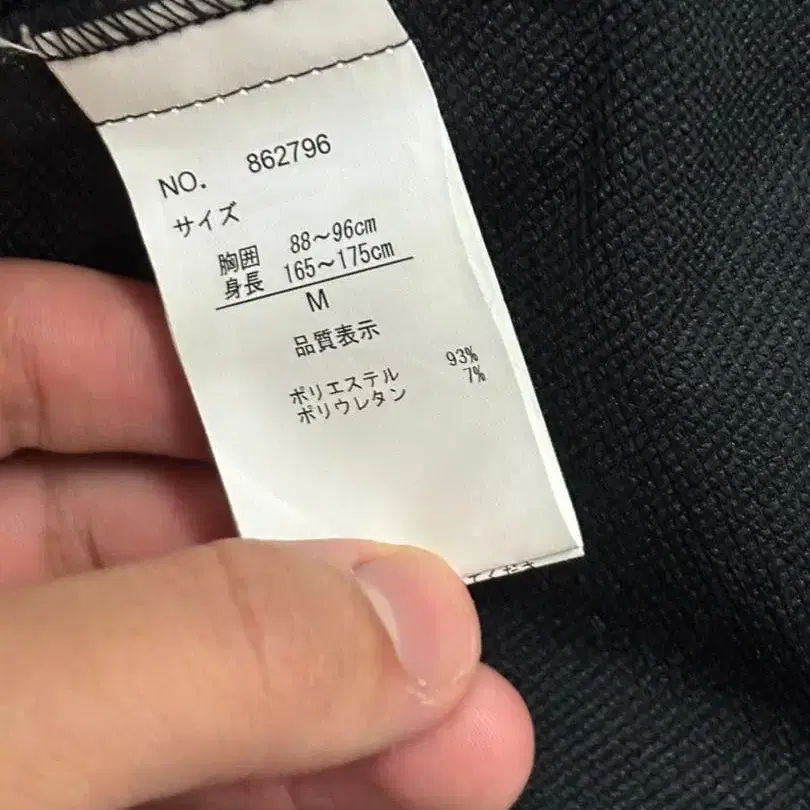 NO. 862796
サイズ
胸囲 88～96cm
身長 165～175cm
M
品質表示
ポリエステル 93%
ポリウレタン 7%